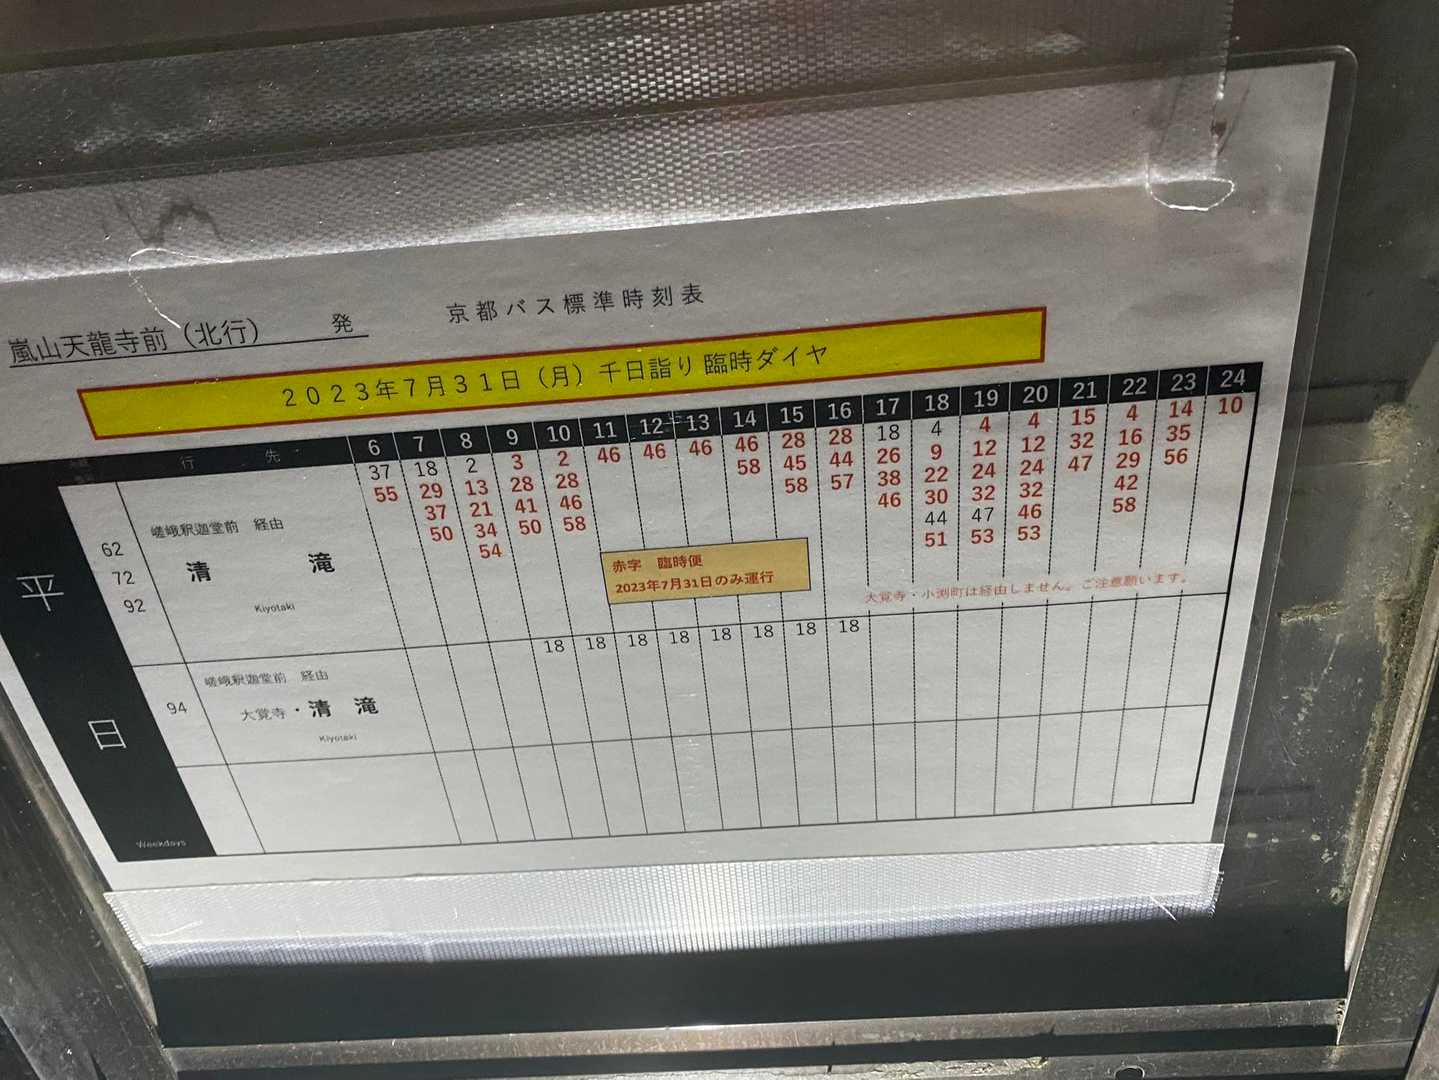 京都バス標準時刻表
嵐山天龍寺前（北行） 発
２０２３年７月３１日（月）千日詣り 臨時ダイヤ
行 先 6 7 8 9 10 11 12 13 14 15 16 17 18 19 20 21 22 23 24
37 18 2 3 2 46 46 46 46 28 28 18 4 4 4 15 4 14 10
55 29 13 28 28 58 45 44 26 9 12 12 32 16 35
37 21 41 46 58 57 38 22 24 24 47 29 56
50 34 50 58 46 30 32 32 42
54 44 47 46 58
51 53 53
平日
Weekdays
62
72
92
嵯峨釈迦堂前 経由
清 滝
Kiyotaki
赤字 臨時便
2023年7月31日のみ運行
大覚寺・小渕町は経由しません。ご注意願います。
18 18 18 18 18 18 18 18
94
嵯峨釈迦堂前 経由
大覚寺・清 滝
Kiyotaki